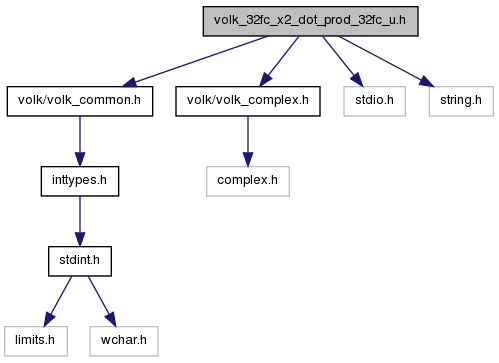 volk_32fc_x2_dot_prod_32fc_u.h
volk/volk_common.h
volk/volk_complex.h
stdio.h
string.h
inttypes.h
complex.h
stdint.h
limits.h
wchar.h